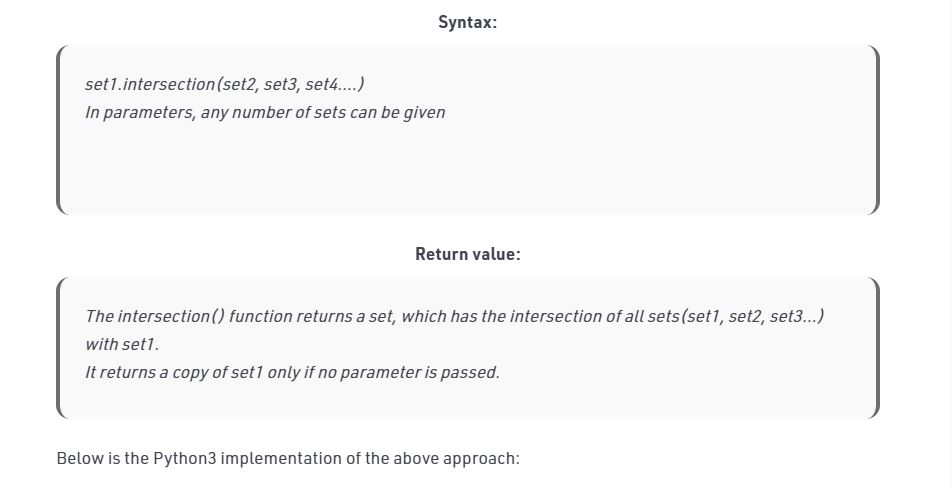 Syntax:
set1.intersection(set2, set3, set4....)
In parameters, any number of sets can be given
Return value:
The intersection() function returns a set, which has the intersection of all sets(set1, set2, set3...)
with set1.
It returns a copy of set1 only if no parameter is passed.
Below is the Python3 implementation of the above approach: